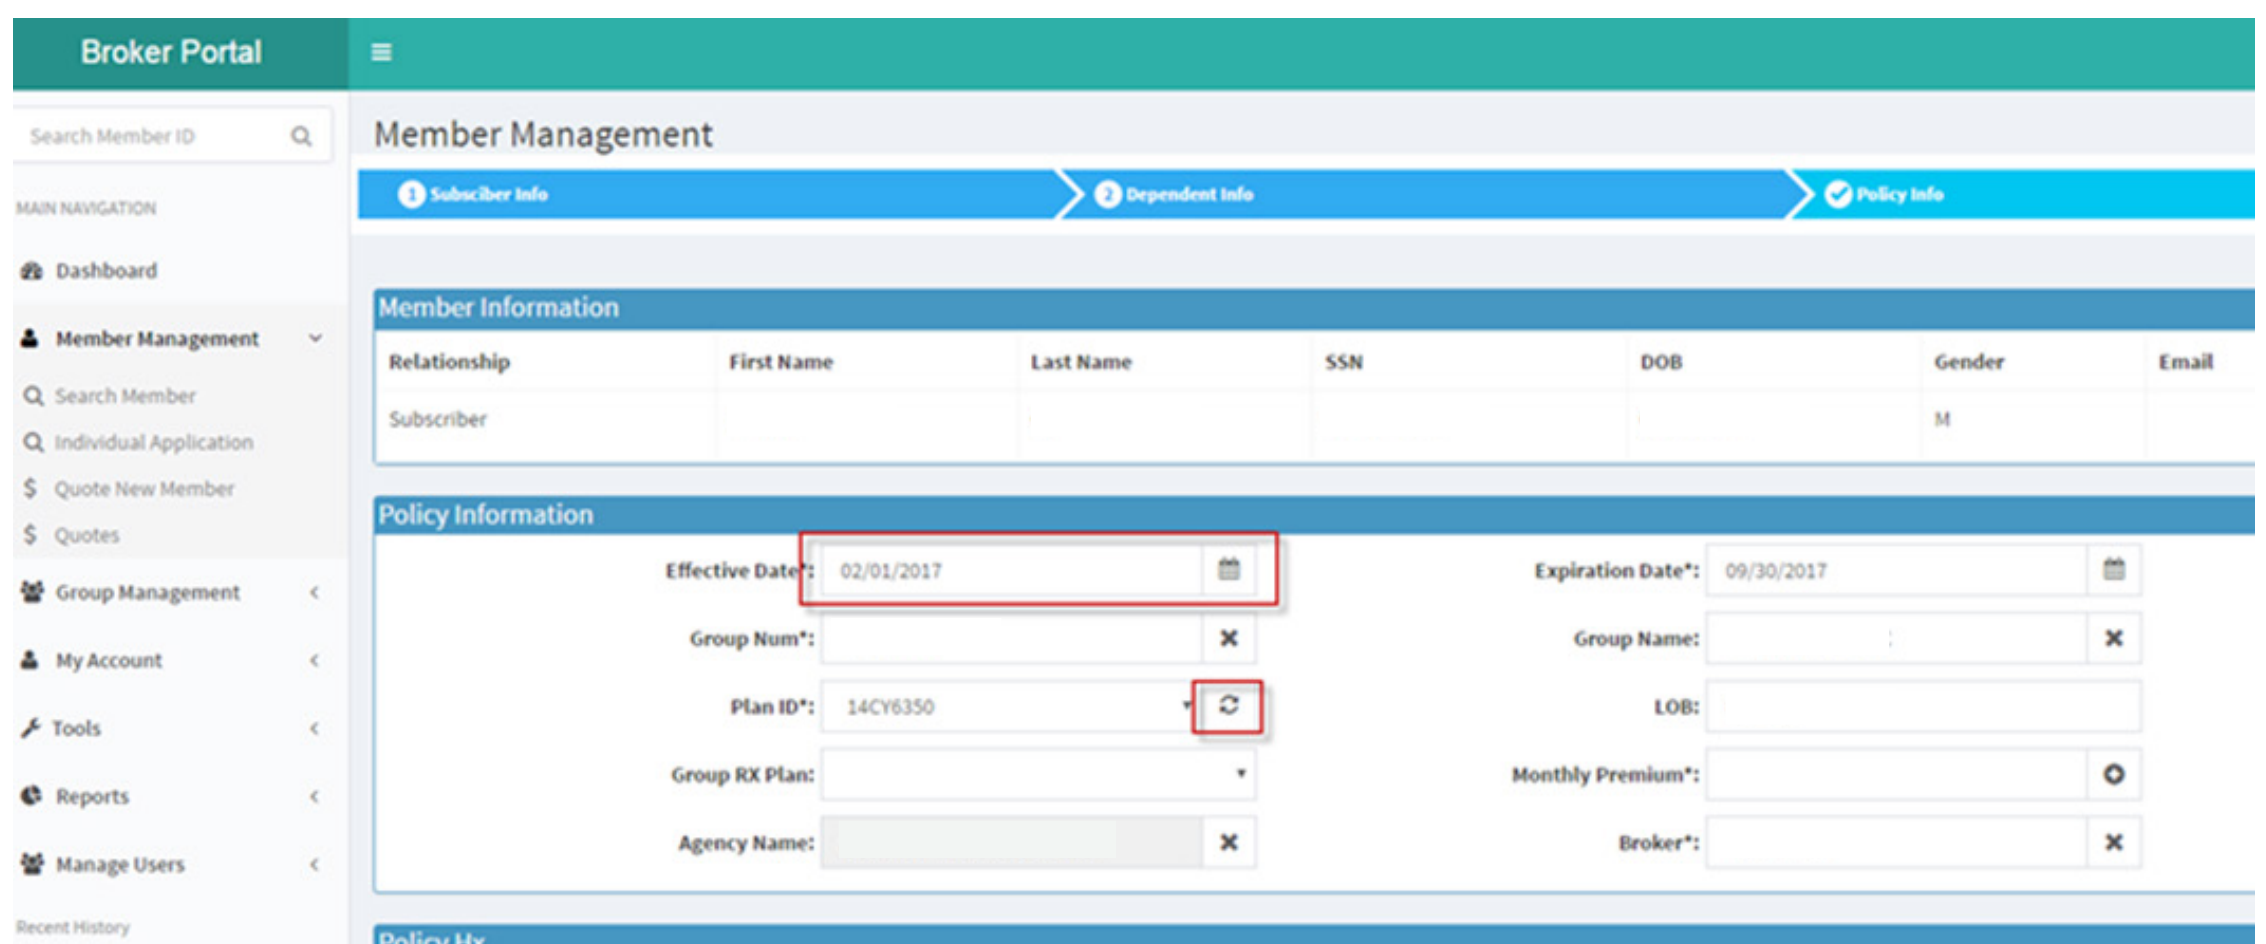 Broker Portal
Search Member ID
MAIN NAVIGATION
Dashboard
Member Management
Search Member
Individual Application
$ Quote New Member
$ Quotes
Group Management
My Account
Tools
Reports
Manage Users
Recent History
Member Management
1 Subsciber Info
2 Dependent Info
Policy Info
Member Information
Relationship First Name Last Name SSN DOB Gender Email
Subscriber M
Policy Information
Effective Date*: 02/01/2017 Expiration Date*: 09/30/2017
Group Num*: Group Name:
Plan ID*: 14CY6350 LOB:
Group RX Plan: Monthly Premium*:
Agency Name: Broker*:
Policy Hx